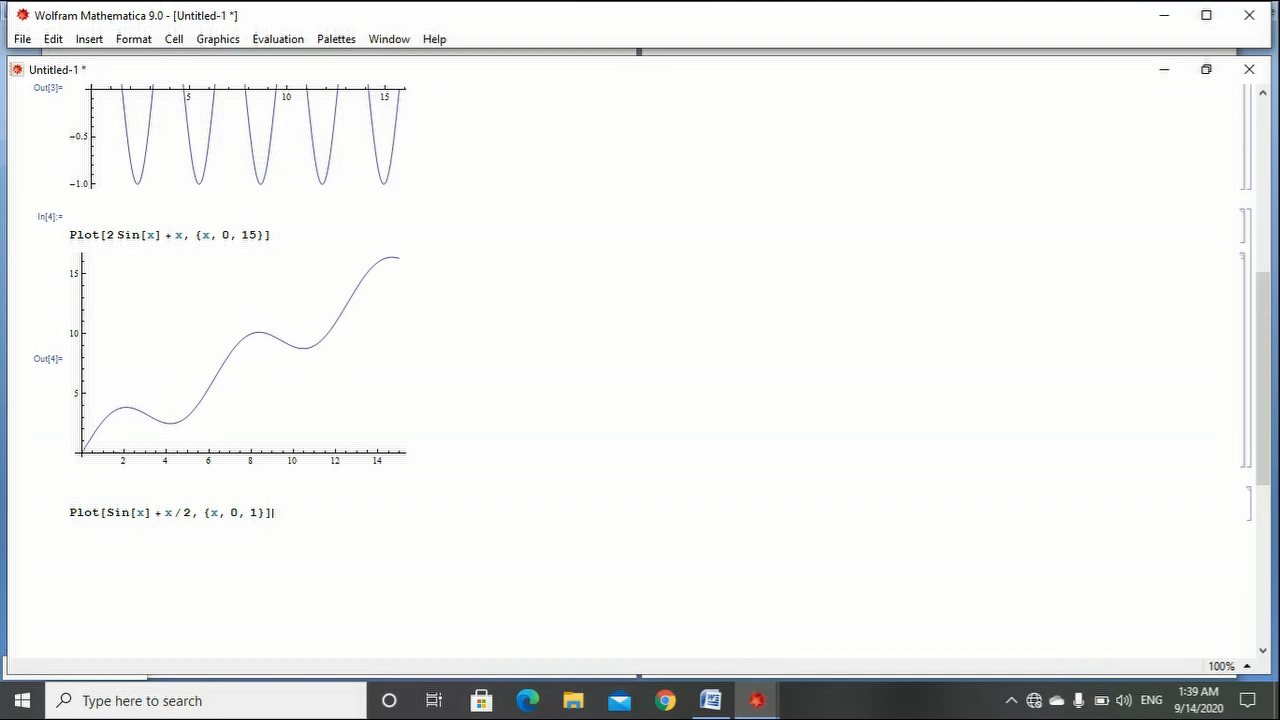 Wolfram Mathematica 9.0 - [Untitled-1 *]
File Edit Insert Format Cell Graphics Evaluation Palettes Window Help
Untitled-1 *
Out[3]=
5 10 15
-0.5
-1.0
In[4]:=
Plot[2 Sin[x] + x, {x, 0, 15}]
15
10
Out[4]=
5
2 4 6 8 10 12 14
Plot[Sin[x] + x/2, {x, 0, 1}]
100%
Type here to search
ENG
1:39 AM
9/14/2020